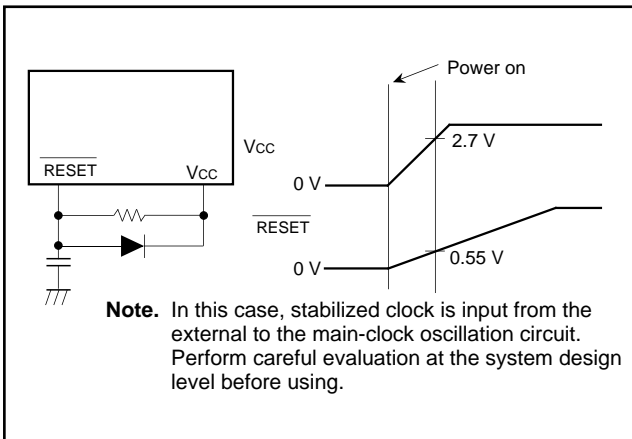 Power on
2.7 V
Vcc
RESET
Vcc
0 V
RESET
0.55 V
0 V
Note. In this case, stabilized clock is input from the
external to the main-clock oscillation circuit.
Perform careful evaluation at the system design
level before using.